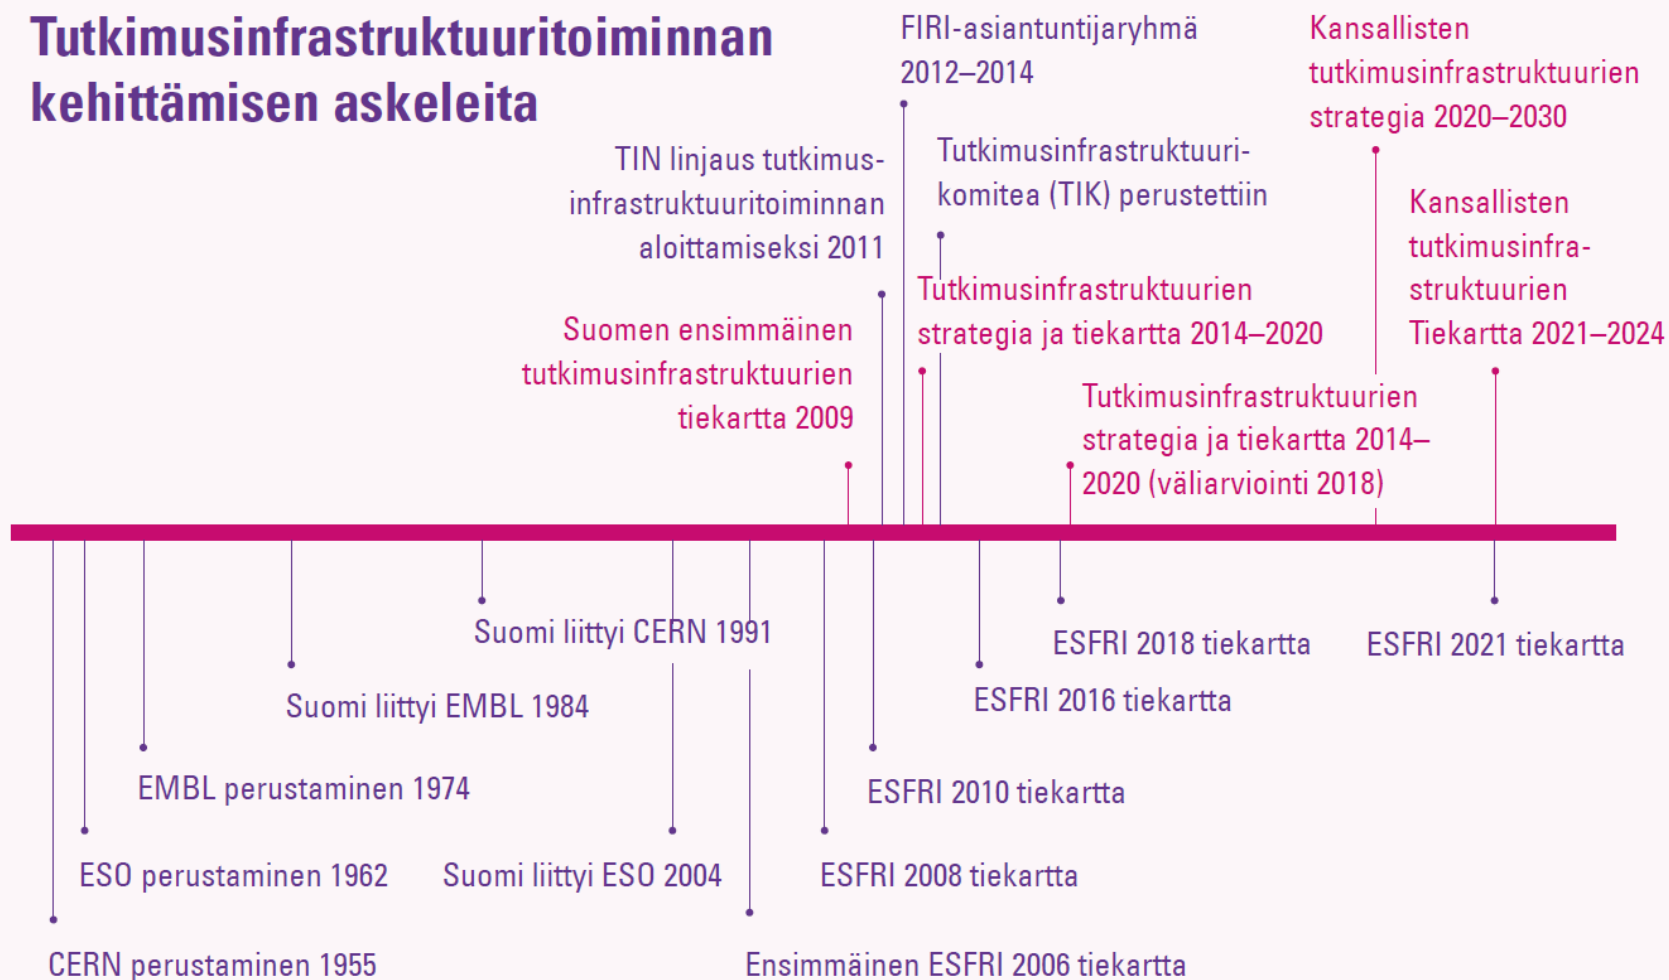 Tutkimusinfrastruktuuritoiminnan
kehittämisen askeleita
FIRI-asiantuntijaryhmä
2012–2014
Kansallisten
tutkimusinfrastruktuurien
strategia 2020–2030
TIN linjaus tutkimus-
infrastruktuuritoiminnan
aloittamiseksi 2011
Tutkimusinfrastruktuuri-
komitea (TIK) perustettiin
Kansallisten
tutkimusinfra-
struktuurien
Tiekartta 2021–2024
Suomen ensimmäinen
tutkimusinfrastruktuurien
tiekartta 2009
Tutkimusinfrastruktuurien
strategia ja tiekartta 2014–2020
Tutkimusinfrastruktuurien
strategia ja tiekartta 2014–
2020 (väliarviointi 2018)
Suomi liittyi CERN 1991
ESFRI 2018 tiekartta
ESFRI 2021 tiekartta
Suomi liittyi EMBL 1984
ESFRI 2016 tiekartta
EMBL perustaminen 1974
ESFRI 2010 tiekartta
ESO perustaminen 1962
Suomi liittyi ESO 2004
ESFRI 2008 tiekartta
CERN perustaminen 1955
Ensimmäinen ESFRI 2006 tiekartta